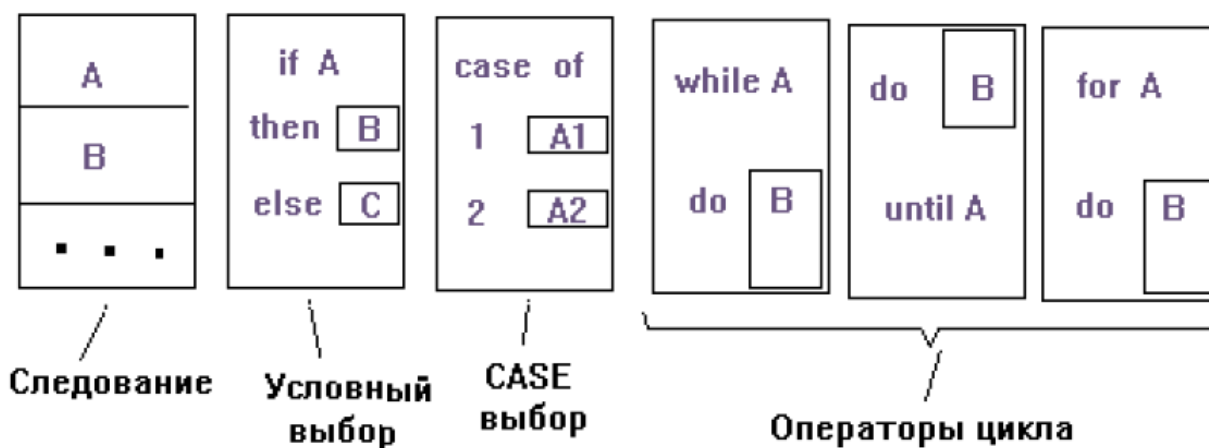 A
B
. . .
Следование
if A
then B
else C
Условный
выбор
case of
1 A1
2 A2
CASE
выбор
while A
do B
do B
until A
for A
do B
Операторы цикла